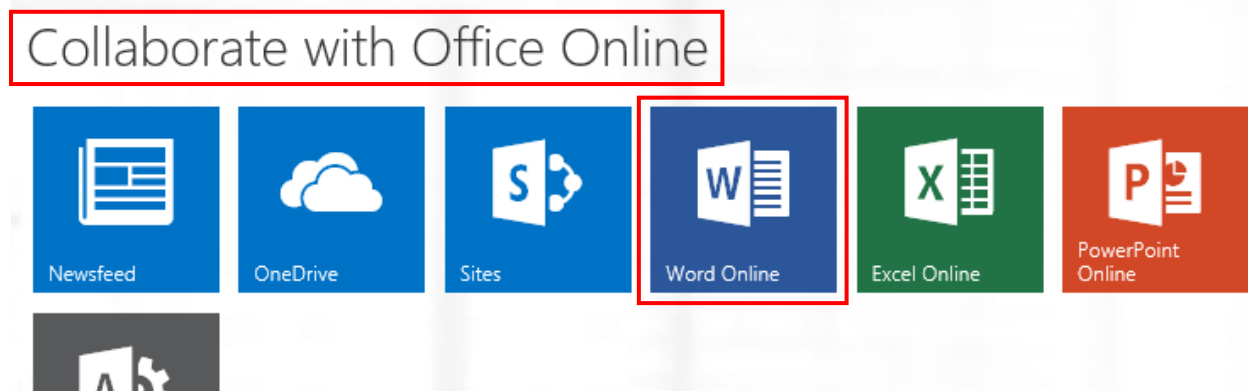 Collaborate with Office Online
Newsfeed
OneDrive
S
Sites
W
Word Online
X
Excel Online
P
PowerPoint
Online
A